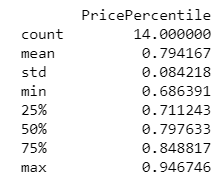 PricePercentile
count 14.000000
mean 0.794167
std 0.084218
min 0.686391
25% 0.711243
50% 0.797633
75% 0.848817
max 0.946746